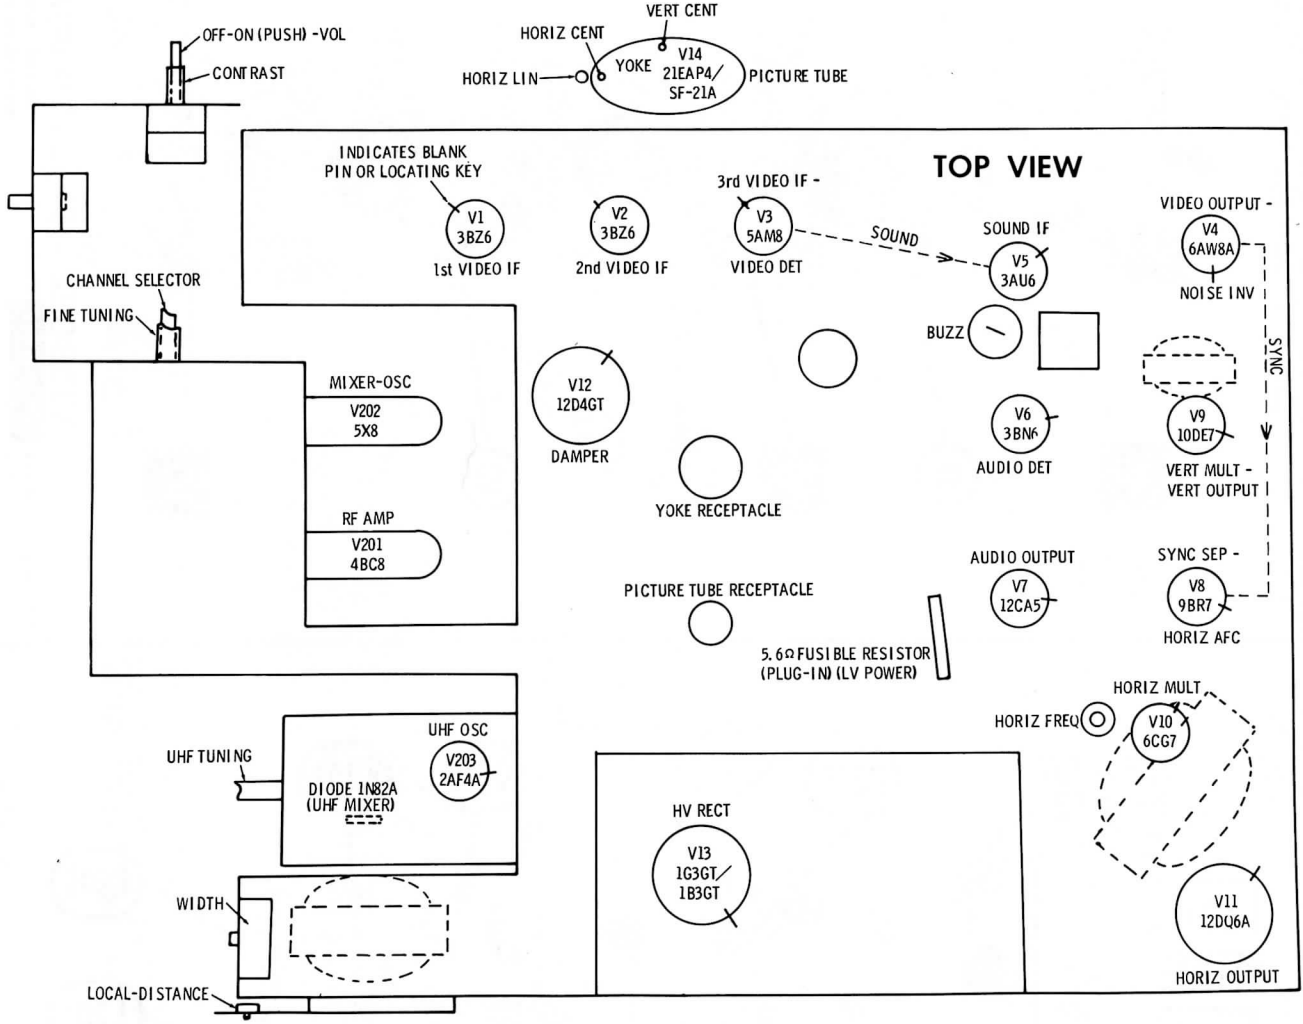 OFF-ON (PUSH) -VOL
CONTRAST
VERT CENT
HORIZ CENT
HORIZ LIN
YOKE
V14
21EAP4/
SF-21A
PICTURE TUBE
INDICATES BLANK
PIN OR LOCATING KEY
TOP VIEW
V1
3BZ6
1st VIDEO IF
V2
3BZ6
2nd VIDEO IF
3rd VIDEO IF -
V3
5AM8
VIDEO DET
SOUND
SOUND IF
V5
3AU6
VIDEO OUTPUT -
V4
6AW8A
NOISE INV
CHANNEL SELECTOR
FINE TUNING
BUZZ
SYNC
MIXER-OSC
V202
5X8
V12
12D4GT
DAMPER
V6
3BN6
AUDIO DET
V9
10DE7
VERT MULT -
VERT OUTPUT
YOKE RECEPTACLE
RF AMP
V201
4BC8
PICTURE TUBE RECEPTACLE
AUDIO OUTPUT
V7
12CA5
SYNC SEP -
V8
9BR7
HORIZ AFC
5.6Ω FUSIBLE RESISTOR
(PLUG-IN) (LV POWER)
HORIZ MULT
HORIZ FREQ
V10
6CG7
UHF TUNING
UHF OSC
V203
2AF4A
DIODE 1N82A
(UHF MIXER)
HV RECT
V13
1G3GT/
1B3GT
V11
12DQ6A
HORIZ OUTPUT
WIDTH
LOCAL-DISTANCE